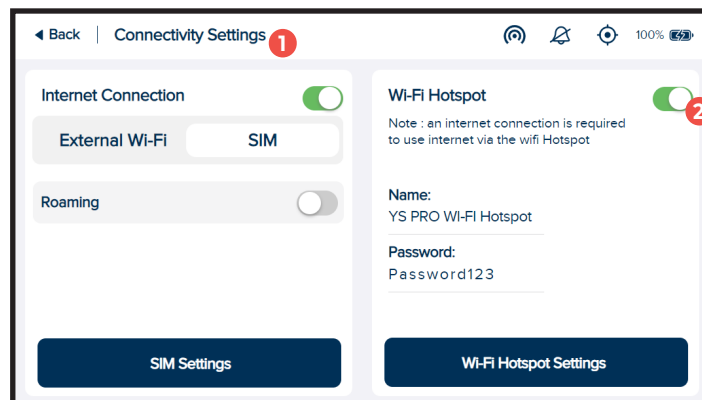 Back
Connectivity Settings
1
100%
Internet Connection
External Wi-Fi
SIM
Roaming
SIM Settings
Wi-Fi Hotspot
2
Note : an internet connection is required
to use internet via the wifi Hotspot
Name:
YS PRO WI-FI Hotspot
Password:
Password123
Wi-Fi Hotspot Settings